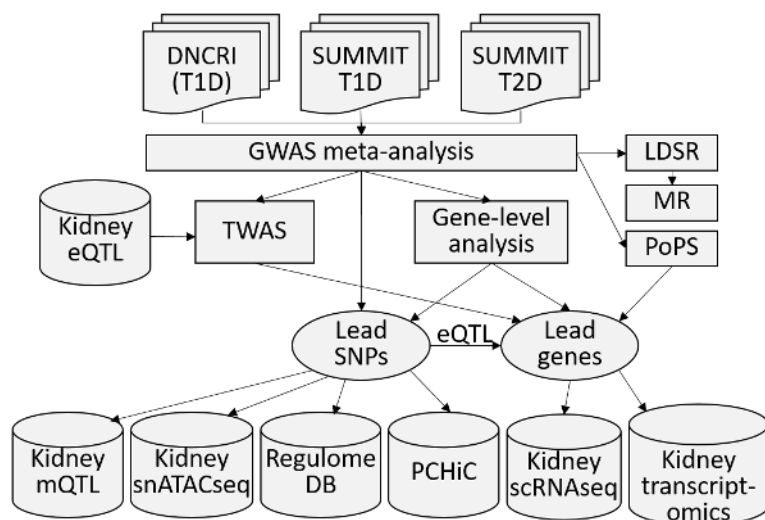 DNCRI
(T1D)
SUMMIT
T1D
SUMMIT
T2D
GWAS meta-analysis
LDSR
MR
Kidney
eQTL
TWAS
Gene-level
analysis
PoPS
Lead
SNPs
eQTL
Lead
genes
Kidney
mQTL
Kidney
snATACseq
Regulome
DB
PCHiC
Kidney
scRNAseq
Kidney
transcript-
omics